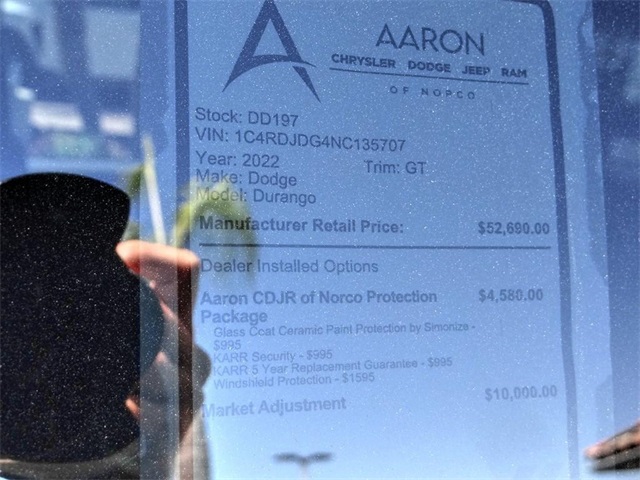 AARON
CHRYSLER DODGE JEEP RAM
OF NORCO
Stock: DD197
VIN: 1C4RDJDG4NC135707
Year: 2022 Trim: GT
Make: Dodge
Model: Durango
Manufacturer Retail Price: $52,690.00
Dealer Installed Options
Aaron CDJR of Norco Protection $4,580.00
Package
Glass Coat Ceramic Paint Protection by Simonize -
$995
KARR Security - $995
KARR 5 Year Replacement Guarantee - $995
Windshield Protection - $1595
Market Adjustment $10,000.00